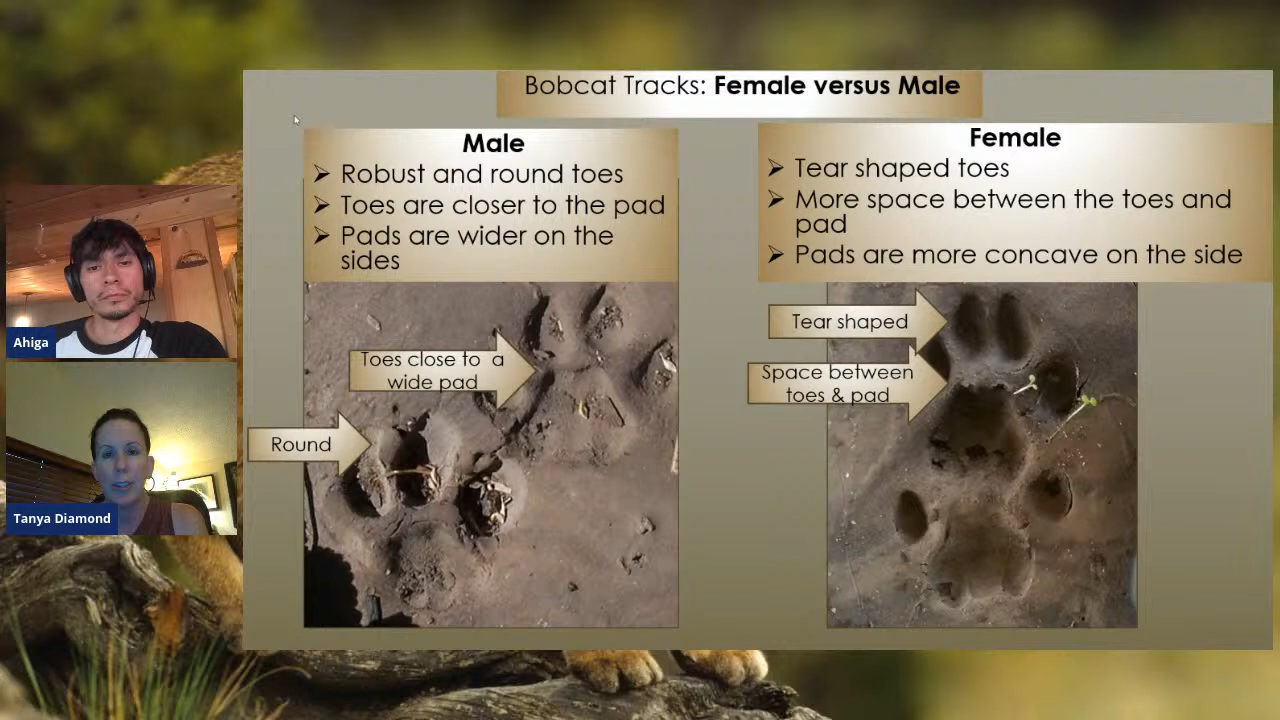 Bobcat Tracks: Female versus Male
Male
➢ Robust and round toes
➢ Toes are closer to the pad
➢ Pads are wider on the
sides
Toes close to a
wide pad
Round
Female
➢ Tear shaped toes
➢ More space between the toes and
pad
➢ Pads are more concave on the side
Tear shaped
Space between
toes & pad
Ahiga
Tanya Diamond